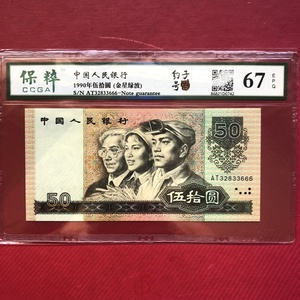 保粹
CCGA
中国人民银行
1990年伍拾圆 (金星绿波)
S/N AT32833666~Note guarantee
豹子号
67
EPQ
中国人民银行
50
50
伍拾圆
AT32833666